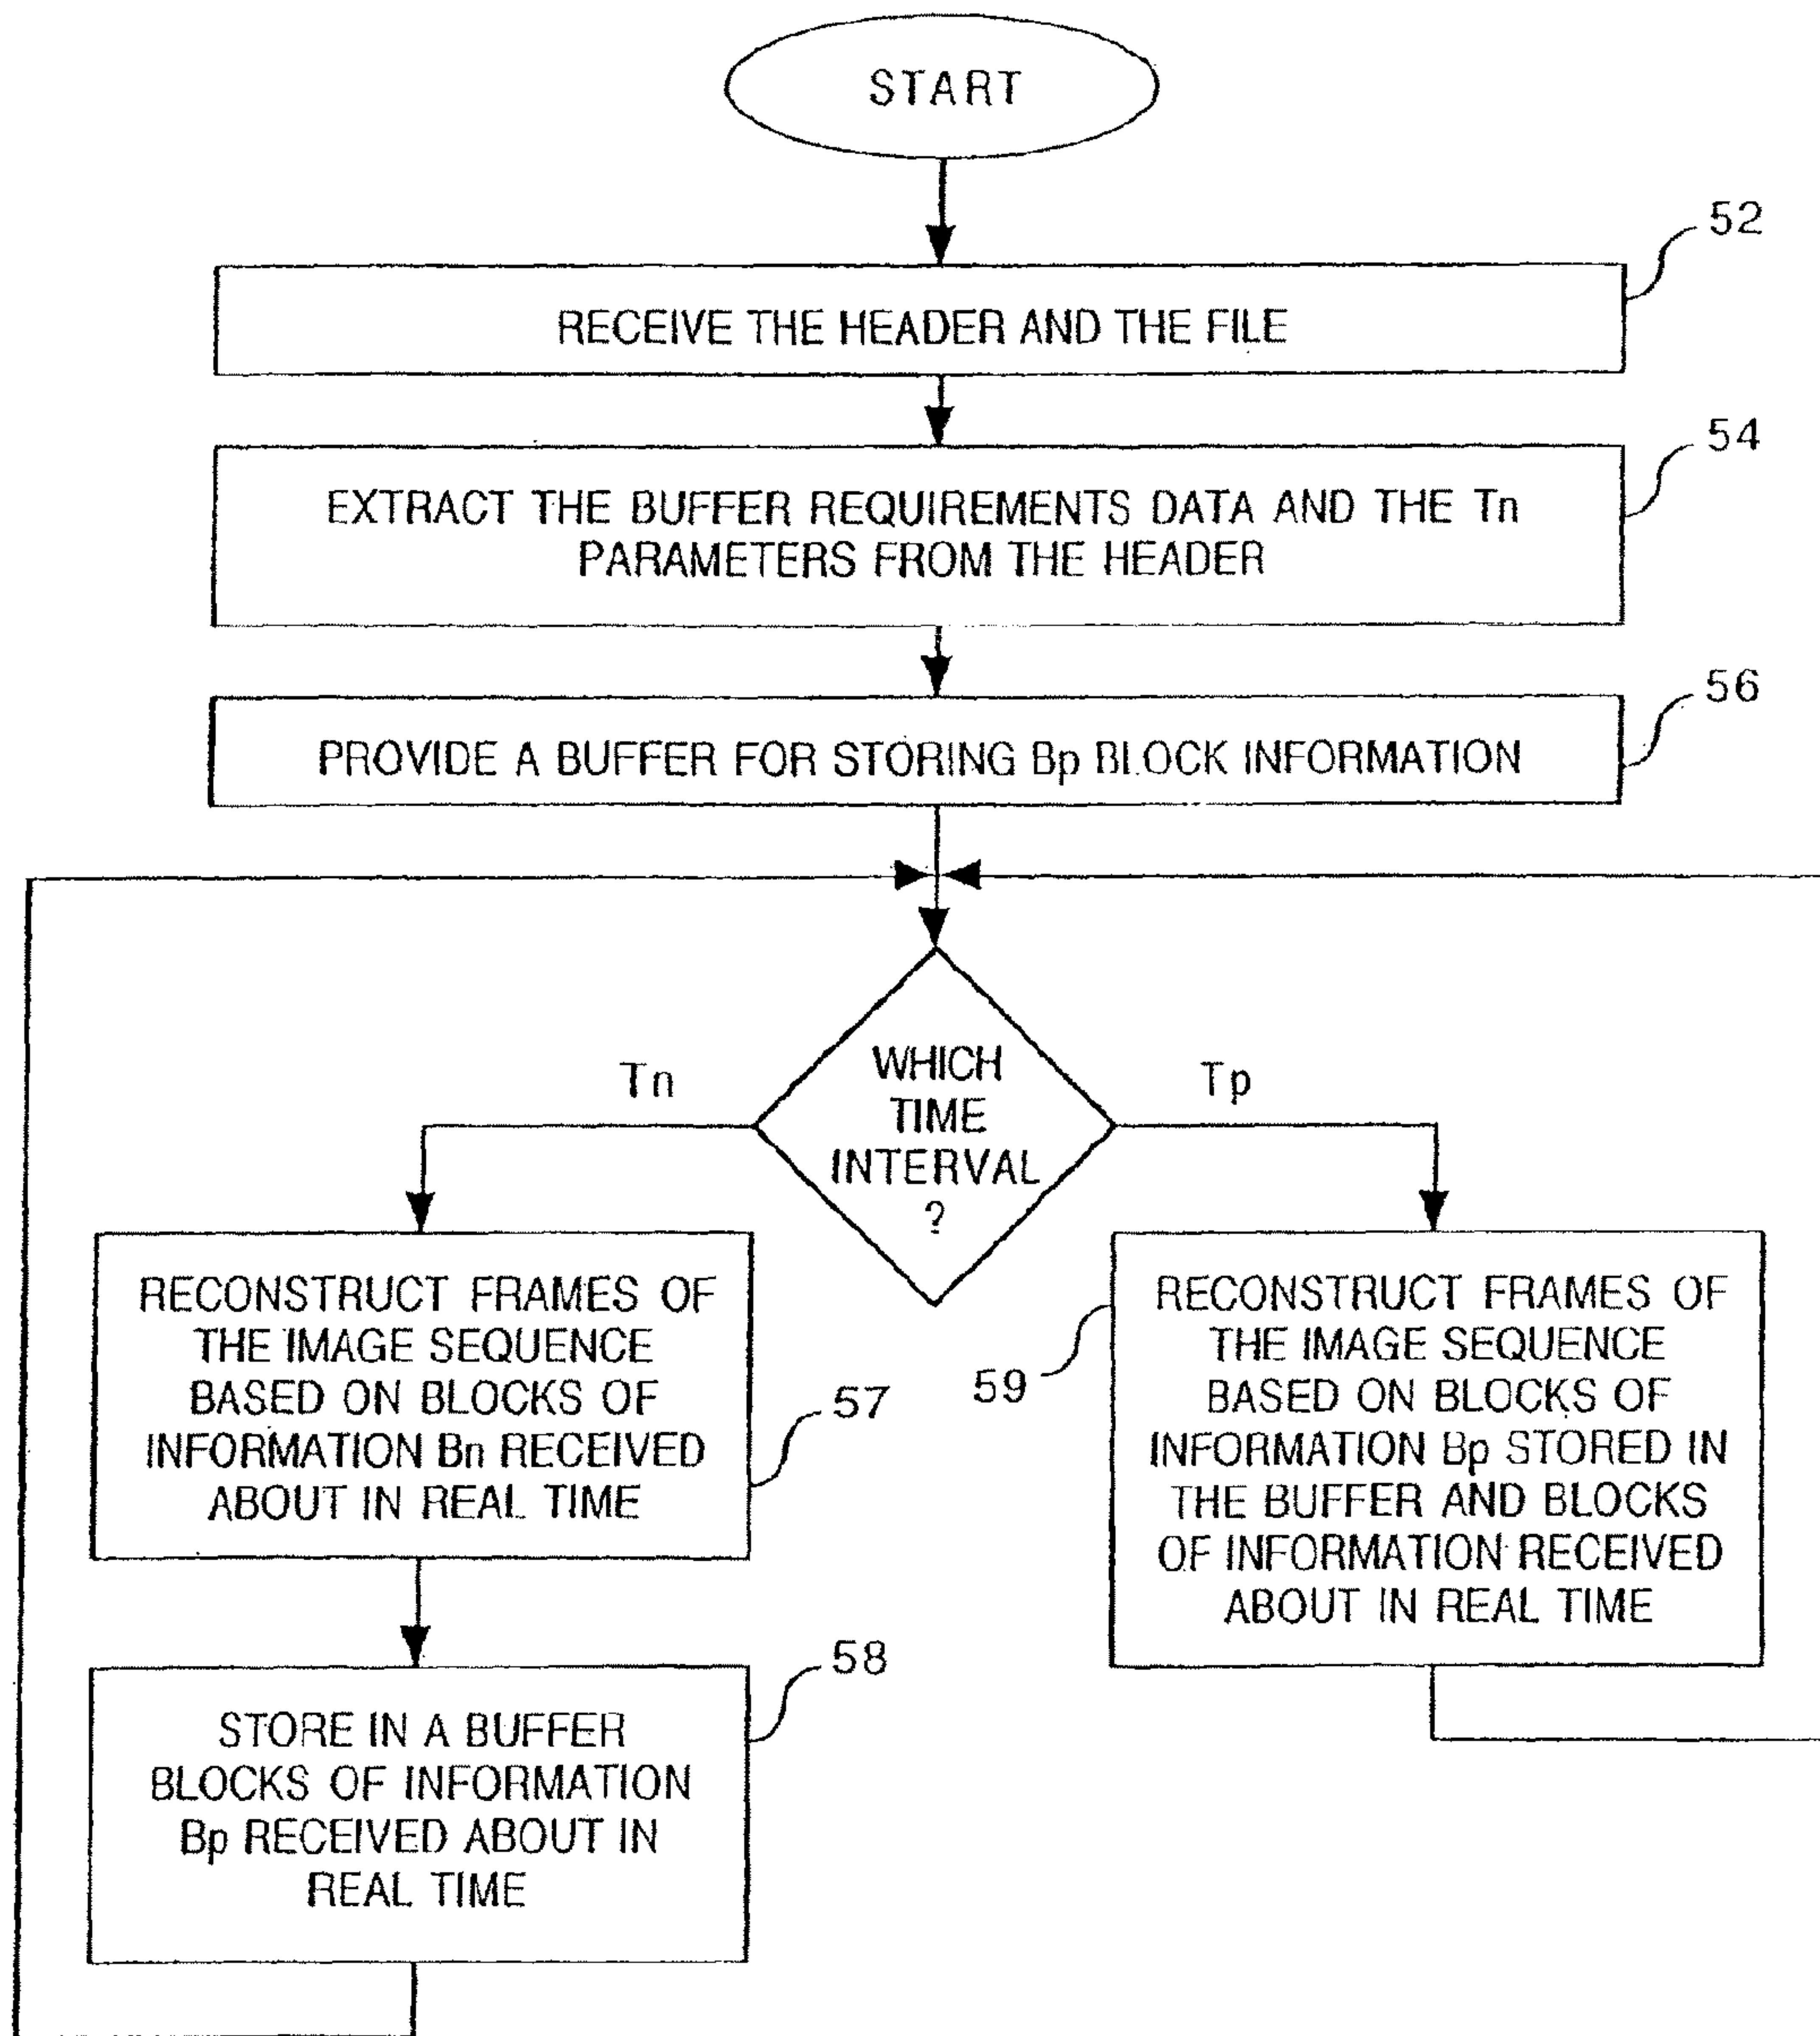 START
52
RECEIVE THE HEADER AND THE FILE
54
EXTRACT THE BUFFER REQUIREMENTS DATA AND THE Tn
PARAMETERS FROM THE HEADER
56
PROVIDE A BUFFER FOR STORING Bp BLOCK INFORMATION
WHICH
TIME
INTERVAL
?
Tn
Tp
RECONSTRUCT FRAMES OF
THE IMAGE SEQUENCE
BASED ON BLOCKS OF
INFORMATION Bn RECEIVED
ABOUT IN REAL TIME
57
59
RECONSTRUCT FRAMES OF
THE IMAGE SEQUENCE
BASED ON BLOCKS OF
INFORMATION Bp STORED IN
THE BUFFER AND BLOCKS
OF INFORMATION RECEIVED
ABOUT IN REAL TIME
58
STORE IN A BUFFER
BLOCKS OF INFORMATION
Bp RECEIVED ABOUT IN
REAL TIME